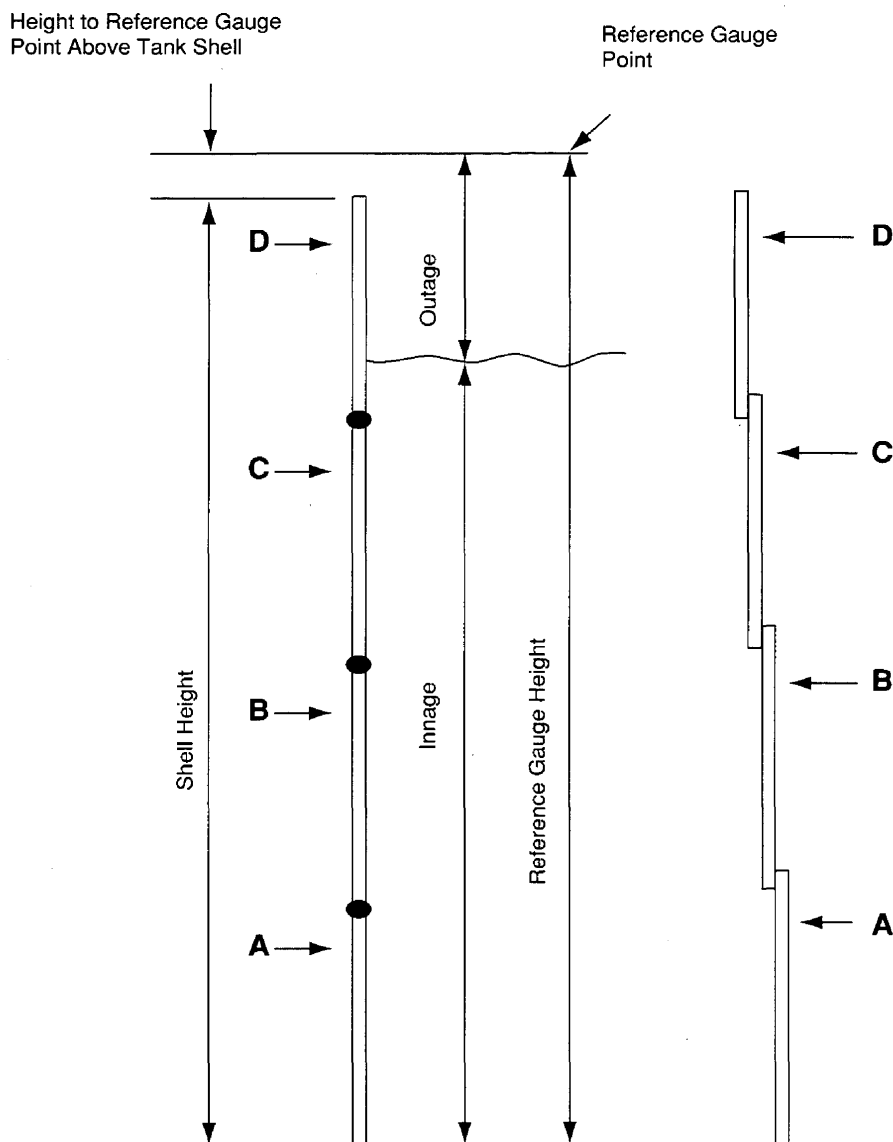 Height to Reference Gauge
Point Above Tank Shell
Reference Gauge
Point
D
D
Outage
C
C
Shell Height
Innage
Reference Gauge Height
B
B
A
A